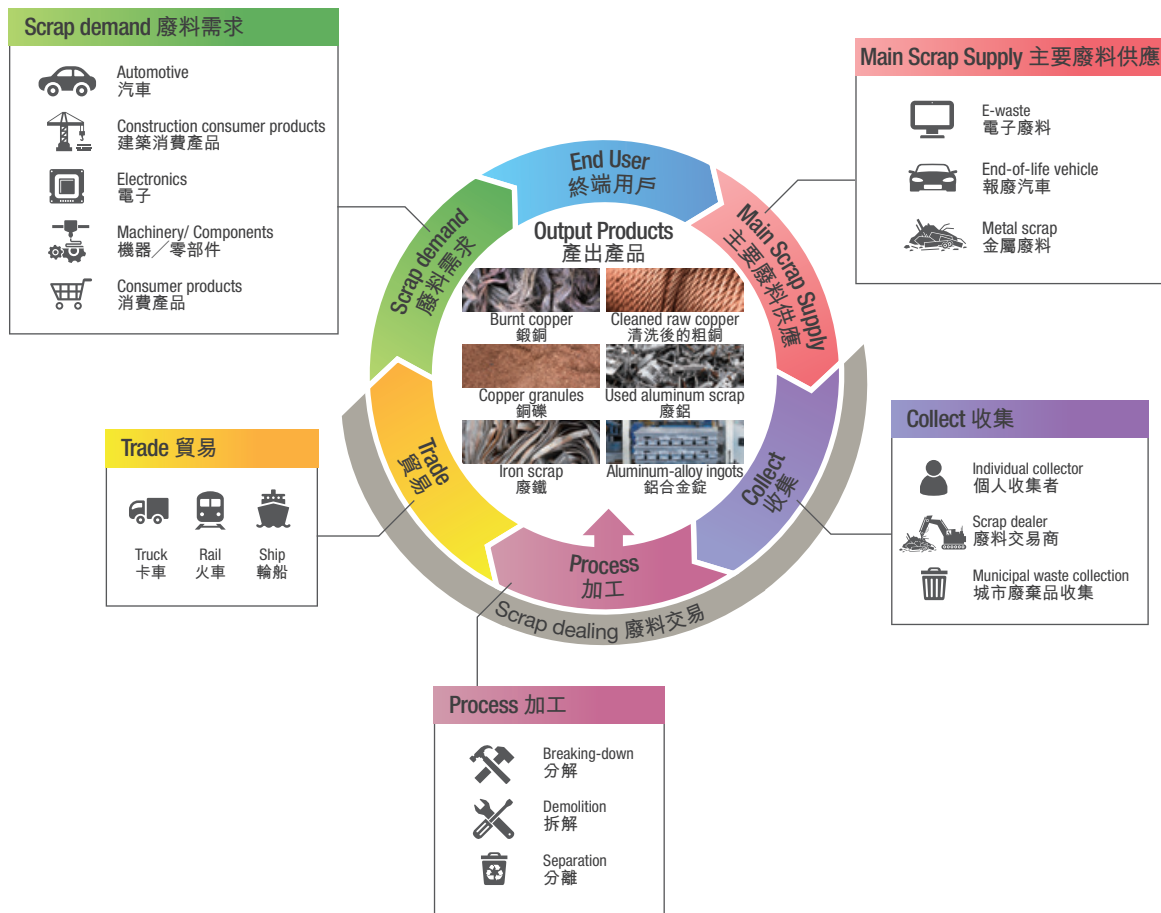 Scrap demand 廢料需求
Automotive
汽車
Construction consumer products
建築消費產品
Electronics
電子
Machinery/ Components
機器／零部件
Consumer products
消費產品
Main Scrap Supply 主要廢料供應
E-waste
電子廢料
End-of-life vehicle
報廢汽車
Metal scrap
金屬廢料
End User
終端用戶
Main Scrap Supply
主要廢料供應
Collect
收集
Process
加工
Trade
貿易
Scrap demand
廢料需求
Scrap dealing 廢料交易
Output Products
產出產品
Burnt copper
鍛銅
Cleaned raw copper
清洗後的粗銅
Copper granules
銅礫
Used aluminum scrap
廢鋁
Iron scrap
廢鐵
Aluminum-alloy ingots
鋁合金錠
Trade 貿易
Truck
卡車
Rail
火車
Ship
輪船
Collect 收集
Individual collector
個人收集者
Scrap dealer
廢料交易商
Municipal waste collection
城市廢棄品收集
Process 加工
Breaking-down
分解
Demolition
拆解
Separation
分離